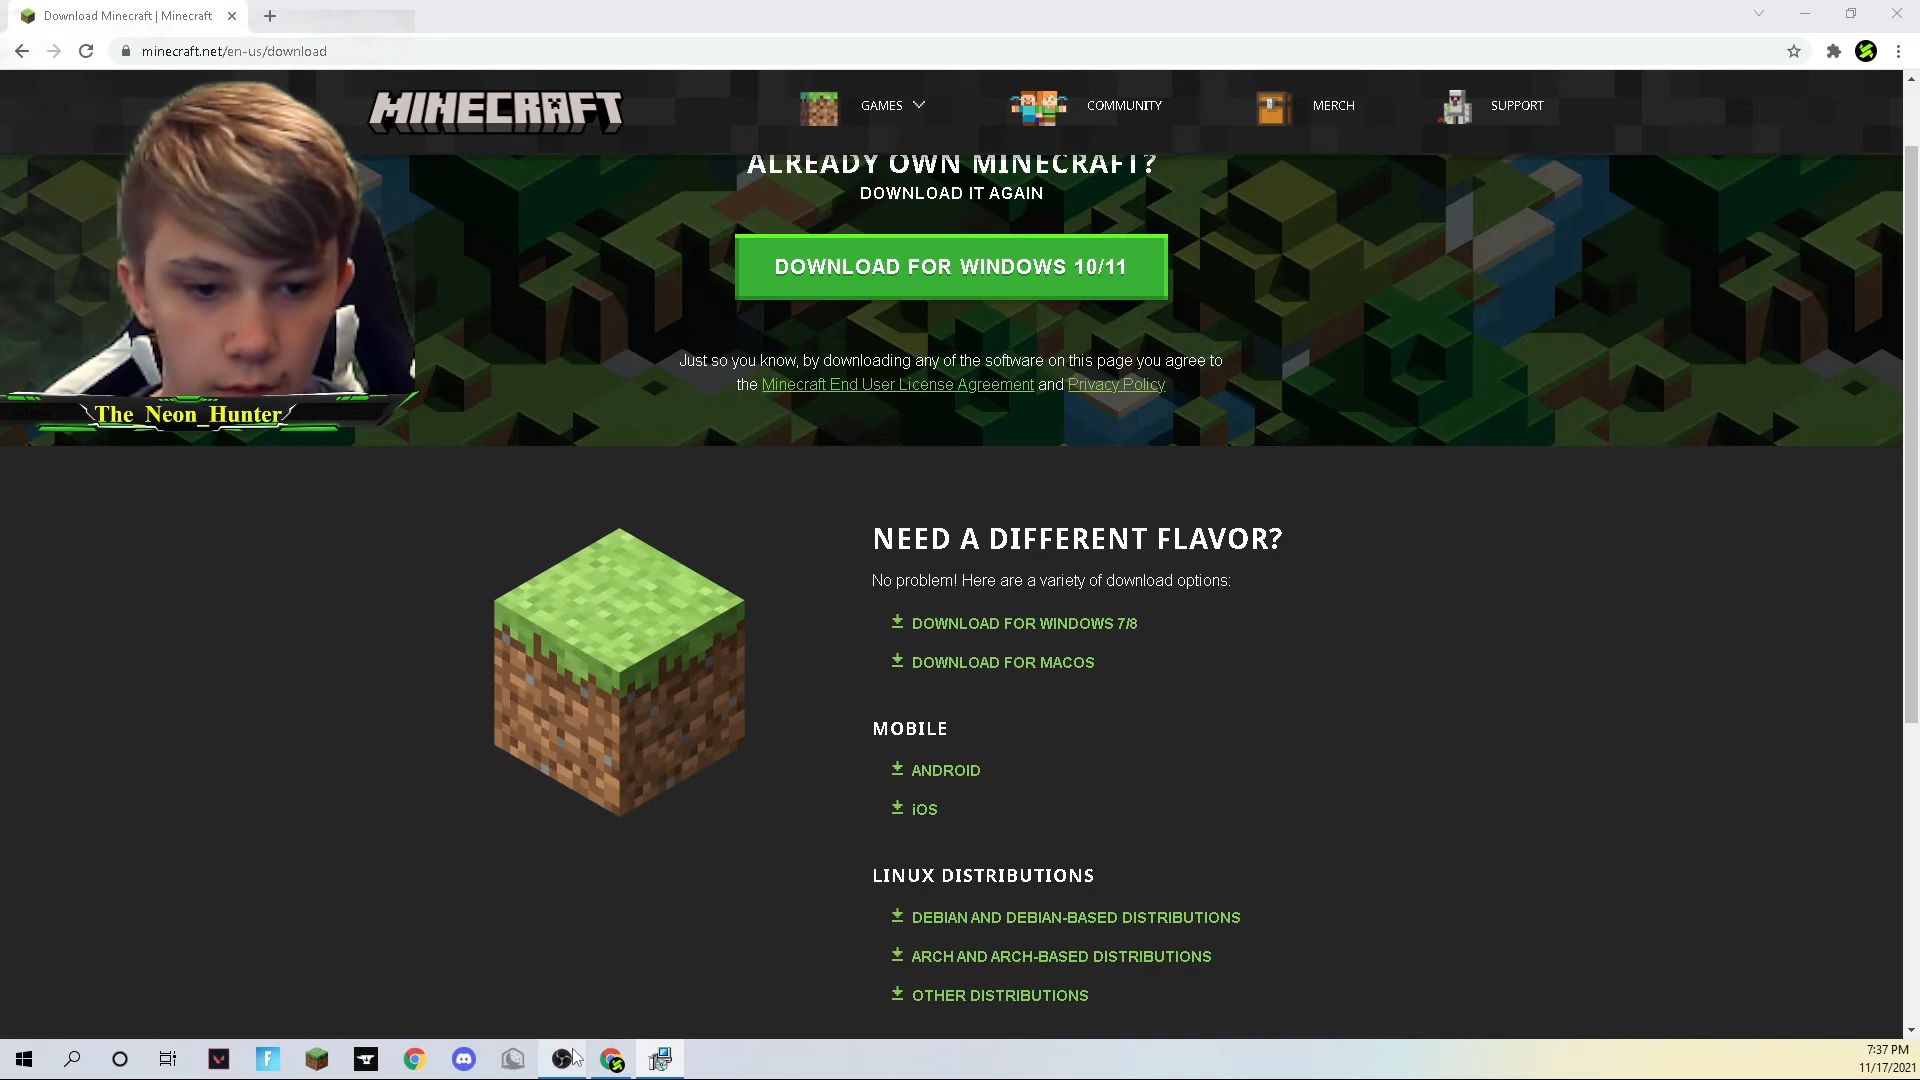 Download Minecraft | Minecraft
minecraft.net/en-us/download
MINECRAFT
GAMES
COMMUNITY
MERCH
SUPPORT
ALREADY OWN MINECRAFT?
DOWNLOAD IT AGAIN
DOWNLOAD FOR WINDOWS 10/11
Just so you know, by downloading any of the software on this page you agree to
the Minecraft End User License Agreement and Privacy Policy
The_Neon_Hunter
NEED A DIFFERENT FLAVOR?
No problem! Here are a variety of download options:
DOWNLOAD FOR WINDOWS 7/8
DOWNLOAD FOR MACOS
MOBILE
ANDROID
iOS
LINUX DISTRIBUTIONS
DEBIAN AND DEBIAN-BASED DISTRIBUTIONS
ARCH AND ARCH-BASED DISTRIBUTIONS
OTHER DISTRIBUTIONS
7:37 PM
11/17/2021